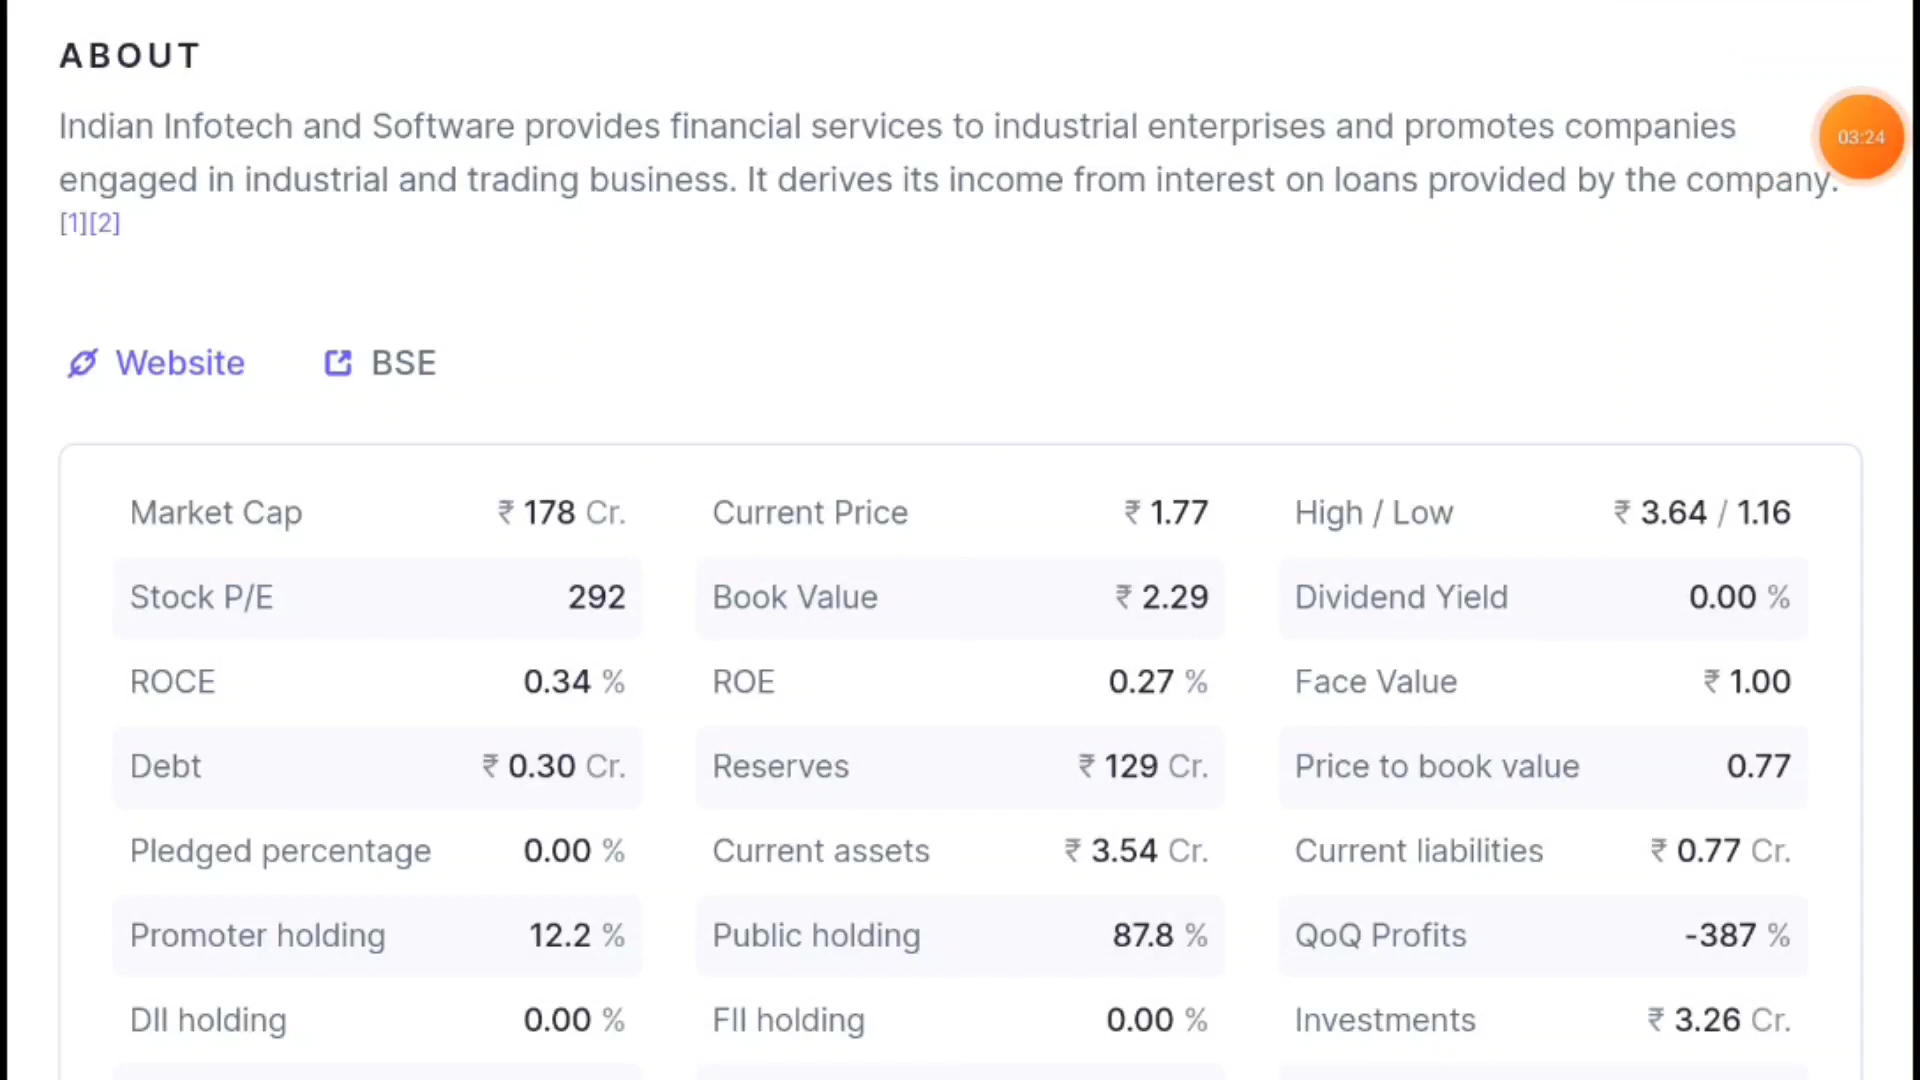 ABOUT
Indian Infotech and Software provides financial services to industrial enterprises and promotes companies
engaged in industrial and trading business. It derives its income from interest on loans provided by the company.
[1][2]
03:24
Website BSE
Market Cap ₹ 178 Cr. Current Price ₹ 1.77 High / Low ₹ 3.64 / 1.16
Stock P/E 292 Book Value ₹ 2.29 Dividend Yield 0.00 %
ROCE 0.34 % ROE 0.27 % Face Value ₹ 1.00
Debt ₹ 0.30 Cr. Reserves ₹ 129 Cr. Price to book value 0.77
Pledged percentage 0.00 % Current assets ₹ 3.54 Cr. Current liabilities ₹ 0.77 Cr.
Promoter holding 12.2 % Public holding 87.8 % QoQ Profits -387 %
DII holding 0.00 % FII holding 0.00 % Investments ₹ 3.26 Cr.